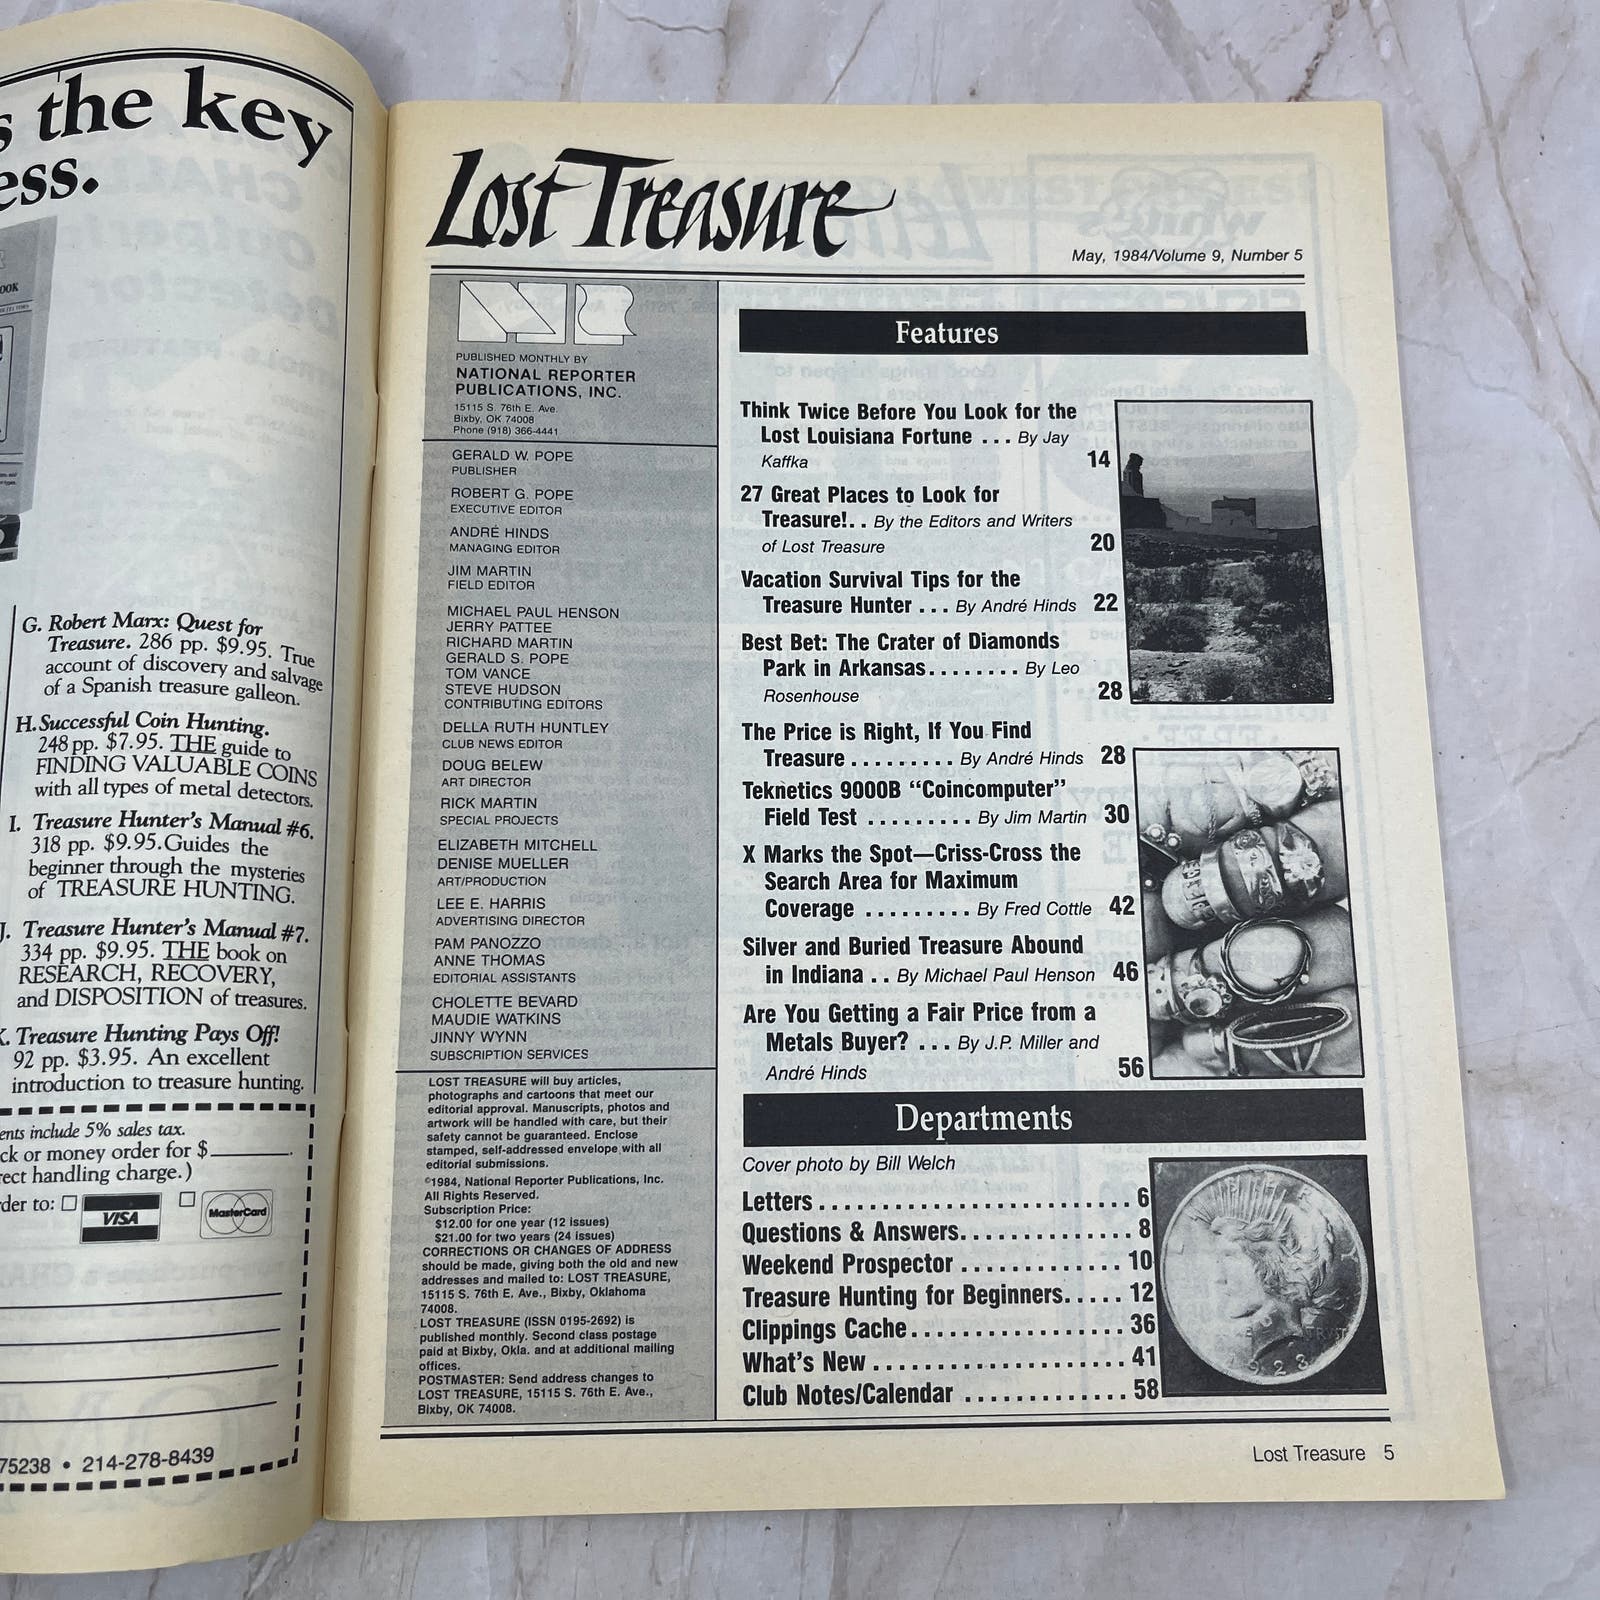 s the key
ess.
OOK
G. Robert Marx: Quest for
Treasure. 286 pp. $9.95. True
account of discovery and salvage
of a Spanish treasure galleon.
H. Successful Coin Hunting.
248 pp. $7.95. THE guide to
FINDING VALUABLE COINS
with all types of metal detectors.
I. Treasure Hunter's Manual #6.
318 pp. $9.95. Guides the
beginner through the mysteries
of TREASURE HUNTING.
J. Treasure Hunter's Manual #7.
334 pp. $9.95. THE book on
RESEARCH, RECOVERY,
and DISPOSITION of treasures.
K. Treasure Hunting Pays Off!
92 pp. $3.95. An excellent
introduction to treasure hunting.
ents include 5% sales tax.
ck or money order for $
rect handling charge.)
der to: ☐ VISA ☐ MasterCard
75238 • 214-278-8439
Lost Treasure
May, 1984/Volume 9, Number 5
PUBLISHED MONTHLY BY
NATIONAL REPORTER
PUBLICATIONS, INC.
15115 S. 76th E. Ave.
Bixby, OK 74008
Phone (918) 366-4441
GERALD W. POPE
PUBLISHER
ROBERT G. POPE
EXECUTIVE EDITOR
ANDRÉ HINDS
MANAGING EDITOR
JIM MARTIN
FIELD EDITOR
MICHAEL PAUL HENSON
JERRY PATTEE
RICHARD MARTIN
GERALD S. POPE
TOM VANCE
STEVE HUDSON
CONTRIBUTING EDITORS
DELLA RUTH HUNTLEY
CLUB NEWS EDITOR
DOUG BELEW
ART DIRECTOR
RICK MARTIN
SPECIAL PROJECTS
ELIZABETH MITCHELL
DENISE MUELLER
ART/PRODUCTION
LEE E. HARRIS
ADVERTISING DIRECTOR
PAM PANOZZO
ANNE THOMAS
EDITORIAL ASSISTANTS
CHOLETTE BEVARD
MAUDIE WATKINS
JINNY WYNN
SUBSCRIPTION SERVICES
LOST TREASURE will buy articles,
photographs and cartoons that meet our
editorial approval. Manuscripts, photos and
artwork will be handled with care, but their
safety cannot be guaranteed. Enclose
stamped, self-addressed envelope with all
editorial submissions.
©1984, National Reporter Publications, Inc.
All Rights Reserved.
Subscription Price:
$12.00 for one year (12 issues)
$21.00 for two years (24 issues)
CORRECTIONS OR CHANGES OF ADDRESS
should be made, giving both the old and new
addresses and mailed to: LOST TREASURE,
15115 S. 76th E. Ave., Bixby, Oklahoma
74008.
LOST TREASURE (ISSN 0195-2692) is
published monthly. Second class postage
paid at Bixby, Okla. and at additional mailing
offices.
POSTMASTER: Send address changes to
LOST TREASURE, 15115 S. 76th E. Ave.,
Bixby, OK 74008.
Features
Think Twice Before You Look for the
Lost Louisiana Fortune . . . By Jay
Kaffka 14
27 Great Places to Look for
Treasure!. . By the Editors and Writers
of Lost Treasure 20
Vacation Survival Tips for the
Treasure Hunter . . . By André Hinds 22
Best Bet: The Crater of Diamonds
Park in Arkansas. . . . . . . . By Leo
Rosenhouse 28
The Price is Right, If You Find
Treasure . . . . . . . . . By André Hinds 28
Teknetics 9000B "Coincomputer"
Field Test . . . . . . . . . By Jim Martin 30
X Marks the Spot—Criss-Cross the
Search Area for Maximum
Coverage . . . . . . . . . By Fred Cottle 42
Silver and Buried Treasure Abound
in Indiana . . By Michael Paul Henson 46
Are You Getting a Fair Price from a
Metals Buyer? . . . By J.P. Miller and
André Hinds 56
Departments
Cover photo by Bill Welch
Letters . . . . . . . . . . . . . . . . . . . . . . . . . 6
Questions & Answers. . . . . . . . . . . . . . 8
Weekend Prospector . . . . . . . . . . . . . 10
Treasure Hunting for Beginners. . . . . 12
Clippings Cache. . . . . . . . . . . . . . . . . 36
What's New . . . . . . . . . . . . . . . . . . . . 41
Club Notes/Calendar . . . . . . . . . . . . . 58
1923
Lost Treasure 5